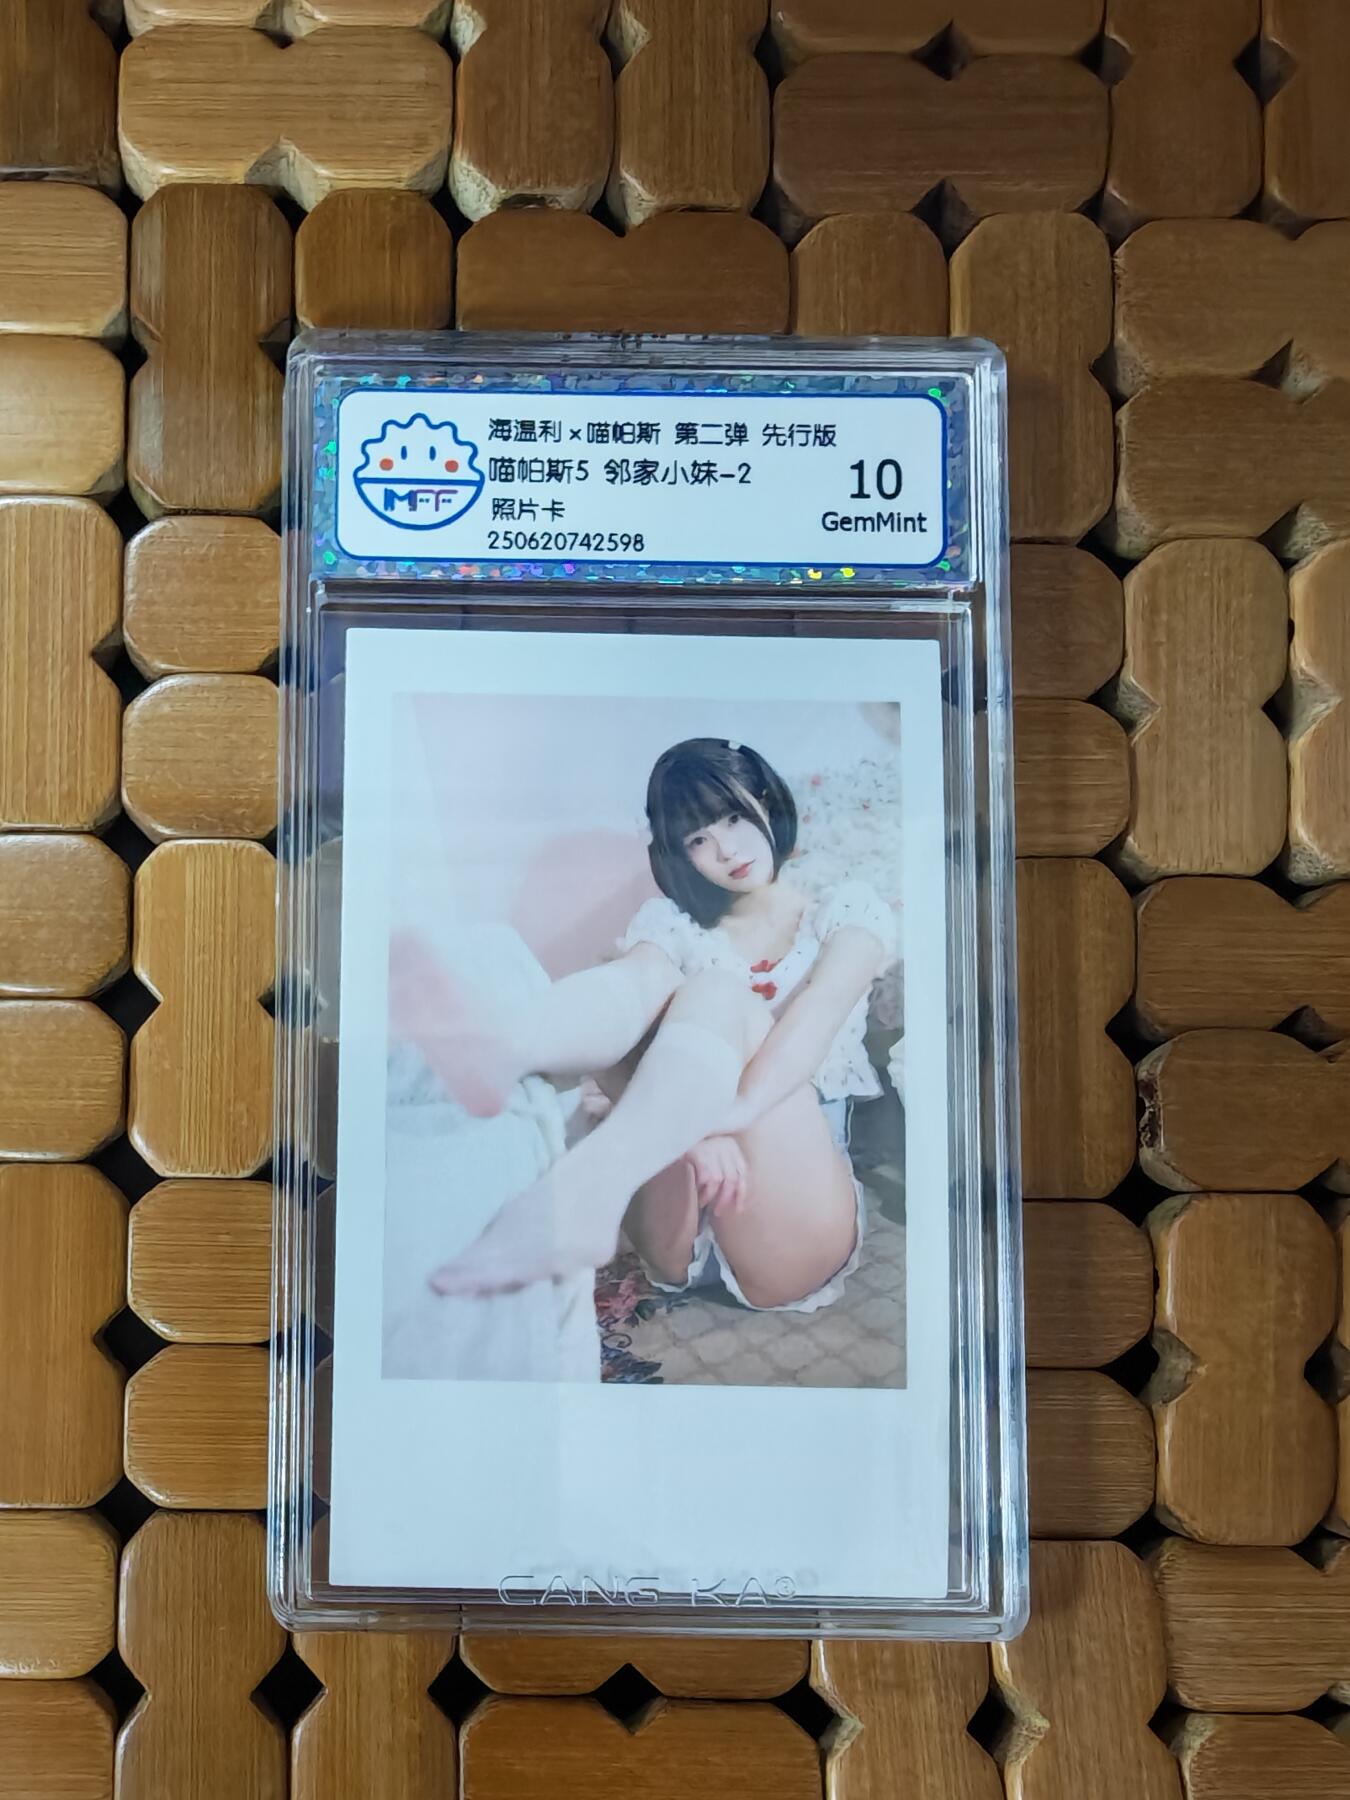 海温利×喵帕斯 第二弹 先行版
喵帕斯5 邻家小妹-2
照片卡
250620742598
10
GemMint
IMFF
CANG KA®